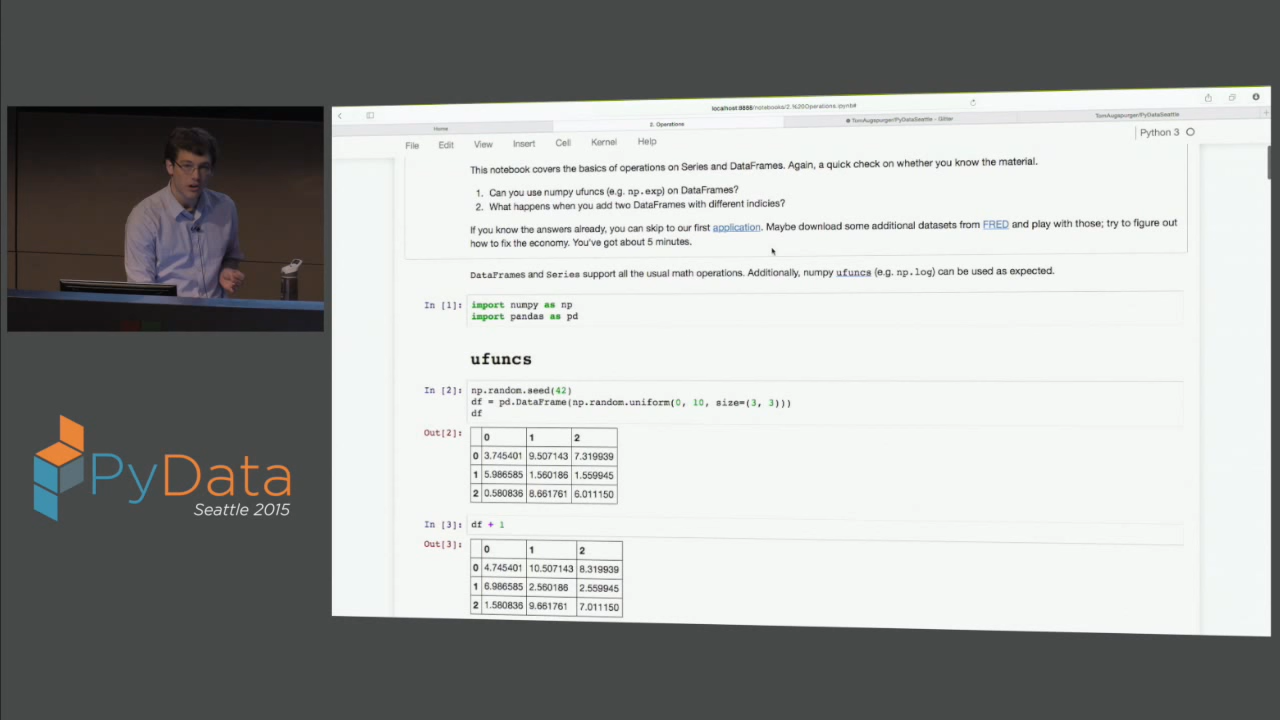 localhost:8888/notebooks/2.%20Operations.ipynb#
Home
2. Operations
TomAugspurger/PyDataSeattle - Gitter
TomAugspurger/PyDataSeattle
File Edit View Insert Cell Kernel Help
Python 3
This notebook covers the basics of operations on Series and DataFrames. Again, a quick check on whether you know the material.
1. Can you use numpy ufuncs (e.g. np.exp) on DataFrames?
2. What happens when you add two DataFrames with different indicies?
If you know the answers already, you can skip to our first application. Maybe download some additional datasets from FRED and play with those; try to figure out
how to fix the economy. You've got about 5 minutes.
DataFrames and Series support all the usual math operations. Additionally, numpy ufuncs (e.g. np.log) can be used as expected.
In [1]: import numpy as np
import pandas as pd
ufuncs
In [2]: np.random.seed(42)
df = pd.DataFrame(np.random.uniform(0, 10, size=(3, 3)))
df
Out[2]:
0 1 2
0 3.745401 9.507143 7.319939
1 5.986585 1.560186 1.559945
2 0.580836 8.661761 6.011150
In [3]: df + 1
Out[3]:
0 1 2
0 4.745401 10.507143 8.319939
1 6.986585 2.560186 2.559945
2 1.580836 9.661761 7.011150
PyData
Seattle 2015